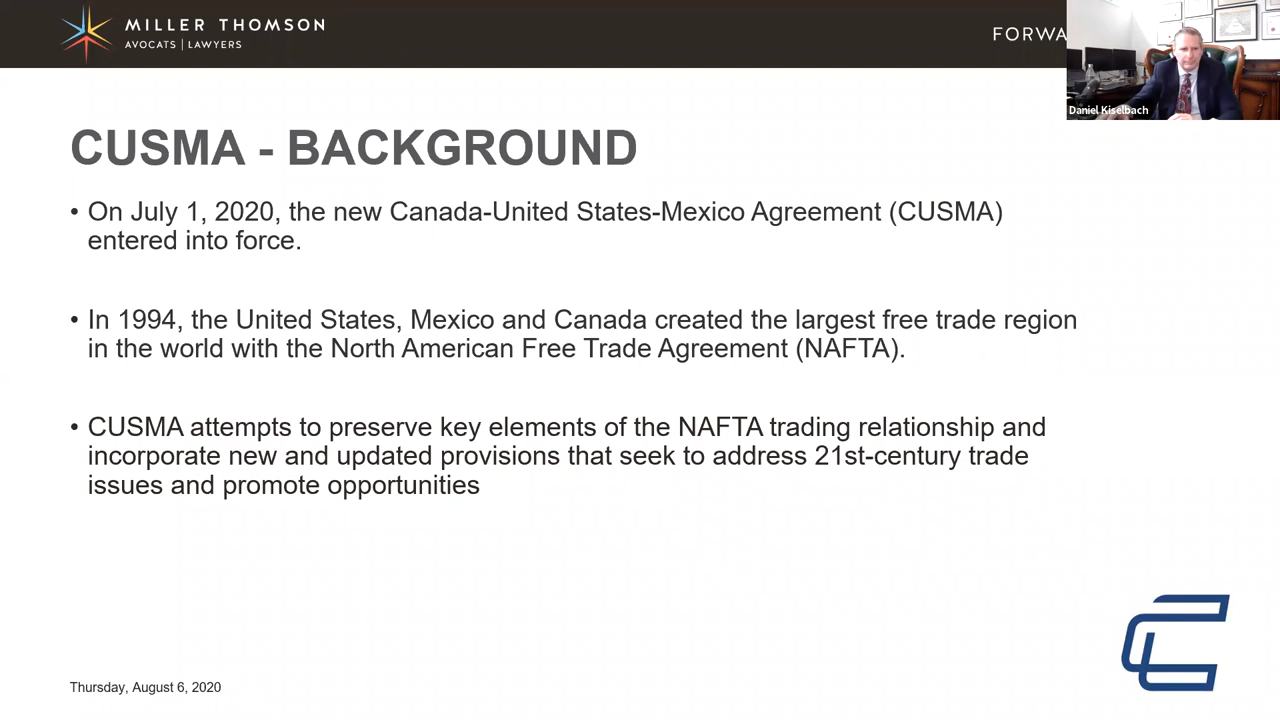 MILLER THOMSON
AVOCATS | LAWYERS
FORWA
Daniel Kiselbach
CUSMA - BACKGROUND
• On July 1, 2020, the new Canada-United States-Mexico Agreement (CUSMA)
entered into force.
• In 1994, the United States, Mexico and Canada created the largest free trade region
in the world with the North American Free Trade Agreement (NAFTA).
• CUSMA attempts to preserve key elements of the NAFTA trading relationship and
incorporate new and updated provisions that seek to address 21st-century trade
issues and promote opportunities
Thursday, August 6, 2020